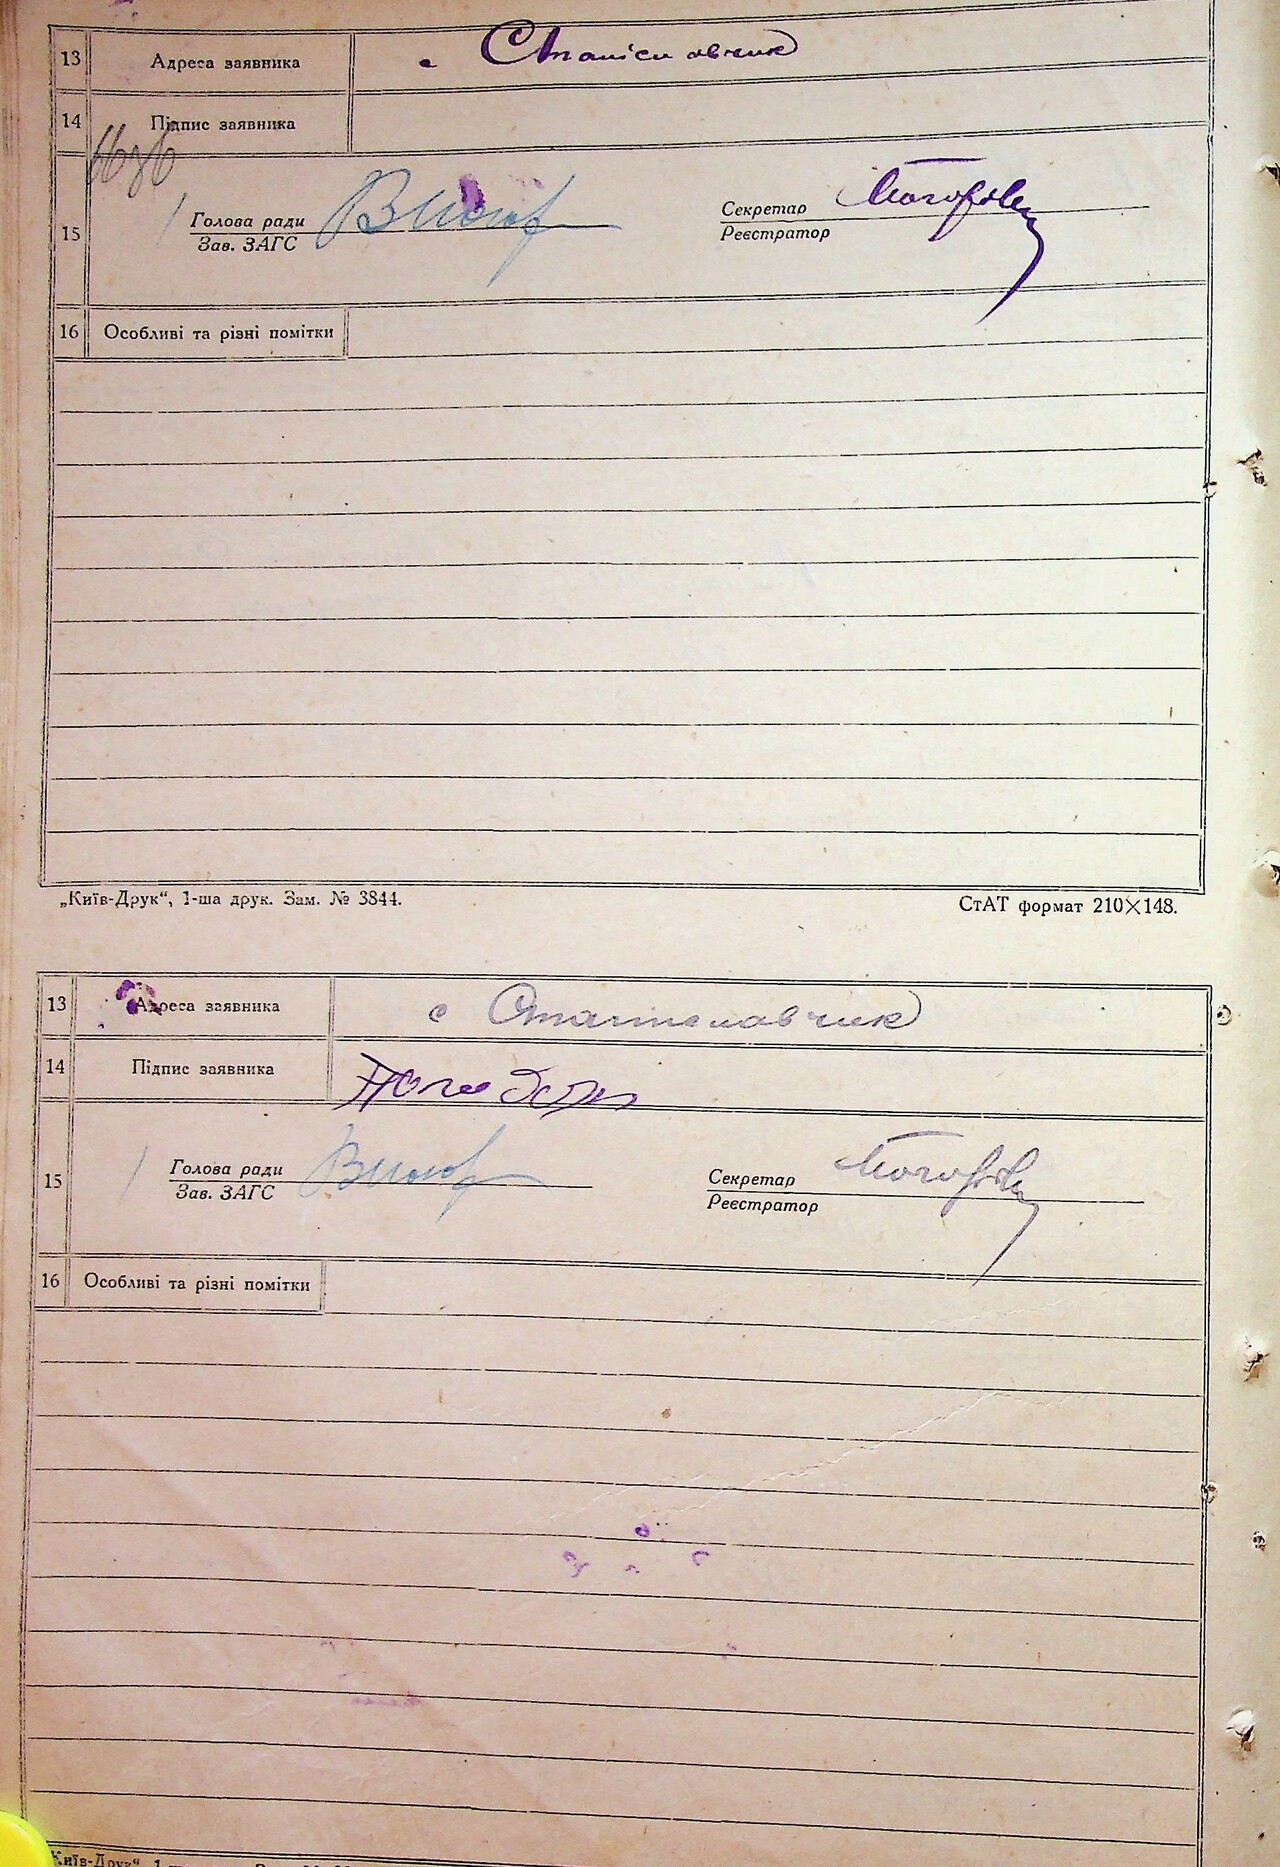 13 Адреса заявника с Станіславчик
14 Підпис заявника
15 Голова ради
Зав. ЗАГС
Секретар
Реєстратор
16 Особливі та різні помітки
„Київ-Друк“, 1-ша друк. Зам. № 3844. СтАТ формат 210×148.
13 Адреса заявника с Станиславчик
14 Підпис заявника
15 Голова ради
Зав. ЗАГС
Секретар
Реєстратор
16 Особливі та різні помітки